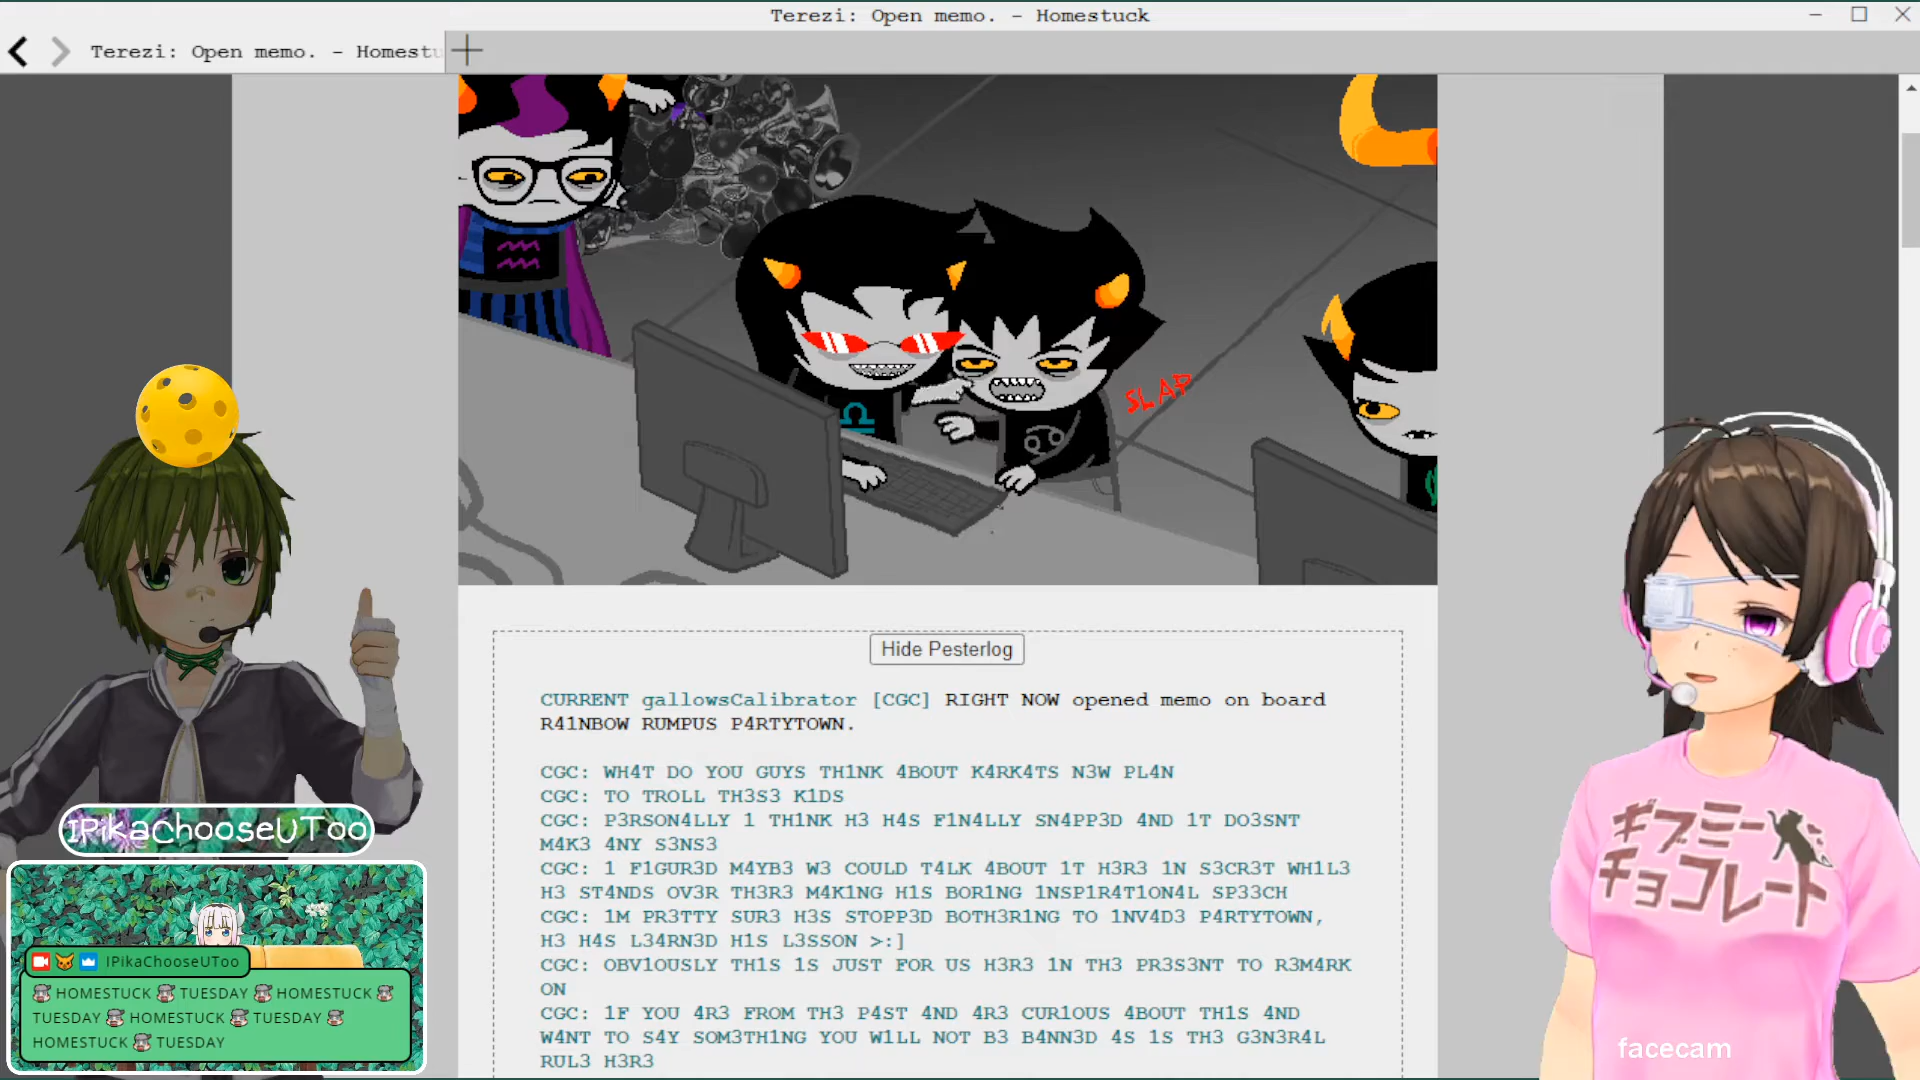 Terezi: Open memo. - Homestuck
Terezi: Open memo. - Homestu
SLAP
Hide Pesterlog
CURRENT gallowsCalibrator [CGC] RIGHT NOW opened memo on board
R41NBOW RUMPUS P4RTYTOWN.
CGC: WH4T DO YOU GUYS TH1NK 4BOUT K4RK4TS N3W PL4N
CGC: TO TROLL TH3S3 K1DS
CGC: P3RSON4LLY 1 TH1NK H3 H4S F1N4LLY SN4PP3D 4ND 1T DO3SNT
M4K3 4NY S3NS3
CGC: 1 F1GUR3D M4YB3 W3 COULD T4LK 4BOUT 1T H3R3 1N S3CR3T WH1L3
H3 ST4NDS OV3R TH3R3 M4K1NG H1S BOR1NG 1NSP1R4T1ON4L SP33CH
CGC: 1M PR3TTY SUR3 H3S STOPP3D BOTH3R1NG TO 1NV4D3 P4RTYTOWN,
H3 H4S L34RN3D H1S L3SSON >:]
CGC: OBV1OUSLY TH1S 1S JUST FOR US H3R3 1N TH3 PR3S3NT TO R3M4RK
ON
CGC: 1F YOU 4R3 FROM TH3 P4ST 4ND 4R3 CUR1OUS 4BOUT TH1S 4ND
W4NT TO S4Y SOM3TH1NG YOU W1LL NOT B3 B4NN3D 4S 1S TH3 G3N3R4L
RUL3 H3R3
IPikaChooseUToo
IPikaChooseUToo
HOMESTUCK TUESDAY HOMESTUCK
TUESDAY HOMESTUCK TUESDAY
HOMESTUCK TUESDAY
ギブミー
チョコレート
facecam